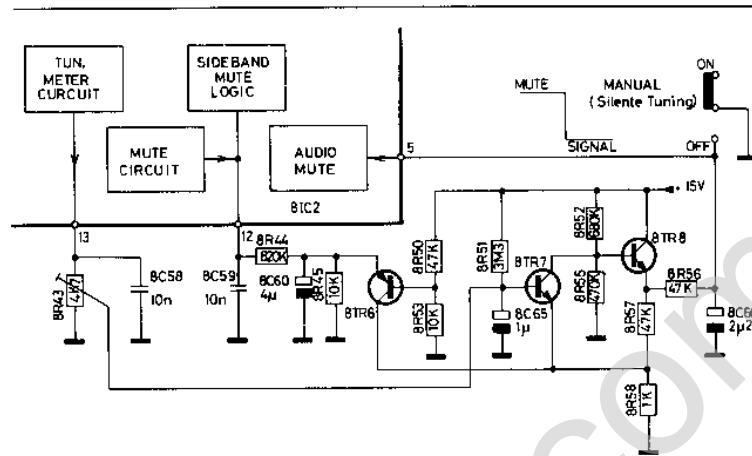 TUN.
METER
CURCUIT
SIDEBAND
MUTE
LOGIC
MUTE
CIRCUIT
AUDIO
MUTE
8IC2
MUTE
SIGNAL
MANUAL
(Silente Tuning)
ON
OFF
5
+ 15V
13
12
8R43
4K7
8C58
10n
8C59
10n
8R44
820K
8C60
4µ
8R45
10K
8TR6
8R50
47K
8R53
10K
8R51
3M3
8TR7
8C65
1µ
8R52
680K
8R55
470K
8TR8
8R56
47K
8R57
47K
8R58
1K
2µ2
com